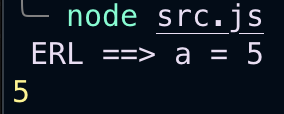 node src.js
ERL ==> a = 5
5